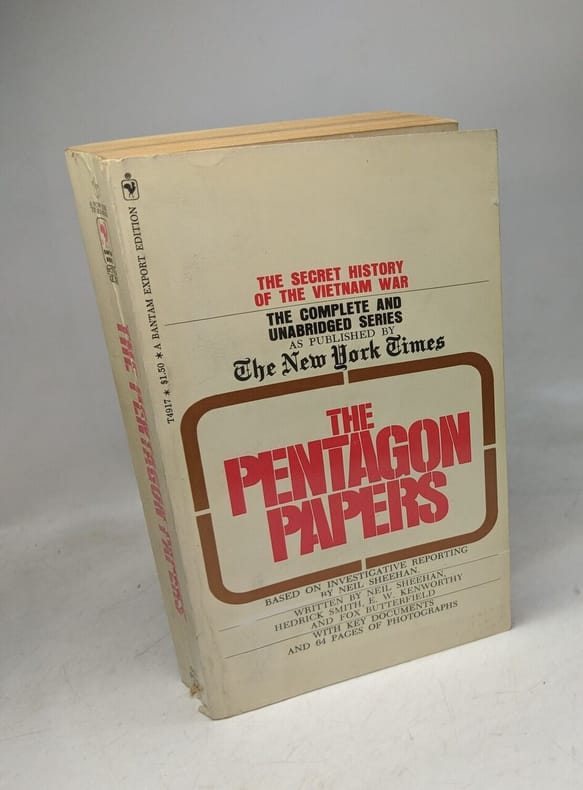 THE SECRET HISTORY
OF THE VIETNAM WAR
THE COMPLETE AND
UNABRIDGED SERIES
AS PUBLISHED BY
The New York Times
THE
PENTAGON
PAPERS
BASED ON INVESTIGATIVE REPORTING
BY NEIL SHEEHAN.
WRITTEN BY NEIL SHEEHAN,
HEDRICK SMITH, E. W. KENWORTHY
AND FOX BUTTERFIELD
WITH KEY DOCUMENTS
AND 64 PAGES OF PHOTOGRAPHS
T4917 * $1.50 * A BANTAM EXPORT EDITION
THE PENTAGON PAPERS